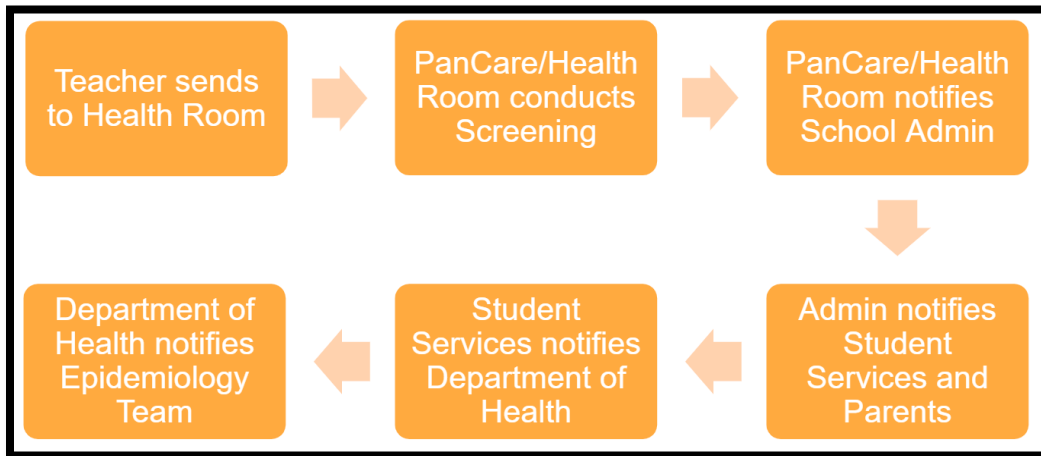 Teacher sends
to Health Room
PanCare/Health
Room conducts
Screening
PanCare/Health
Room notifies
School Admin
Admin notifies
Student
Services and
Parents
Student
Services notifies
Department of
Health
Department of
Health notifies
Epidemiology
Team